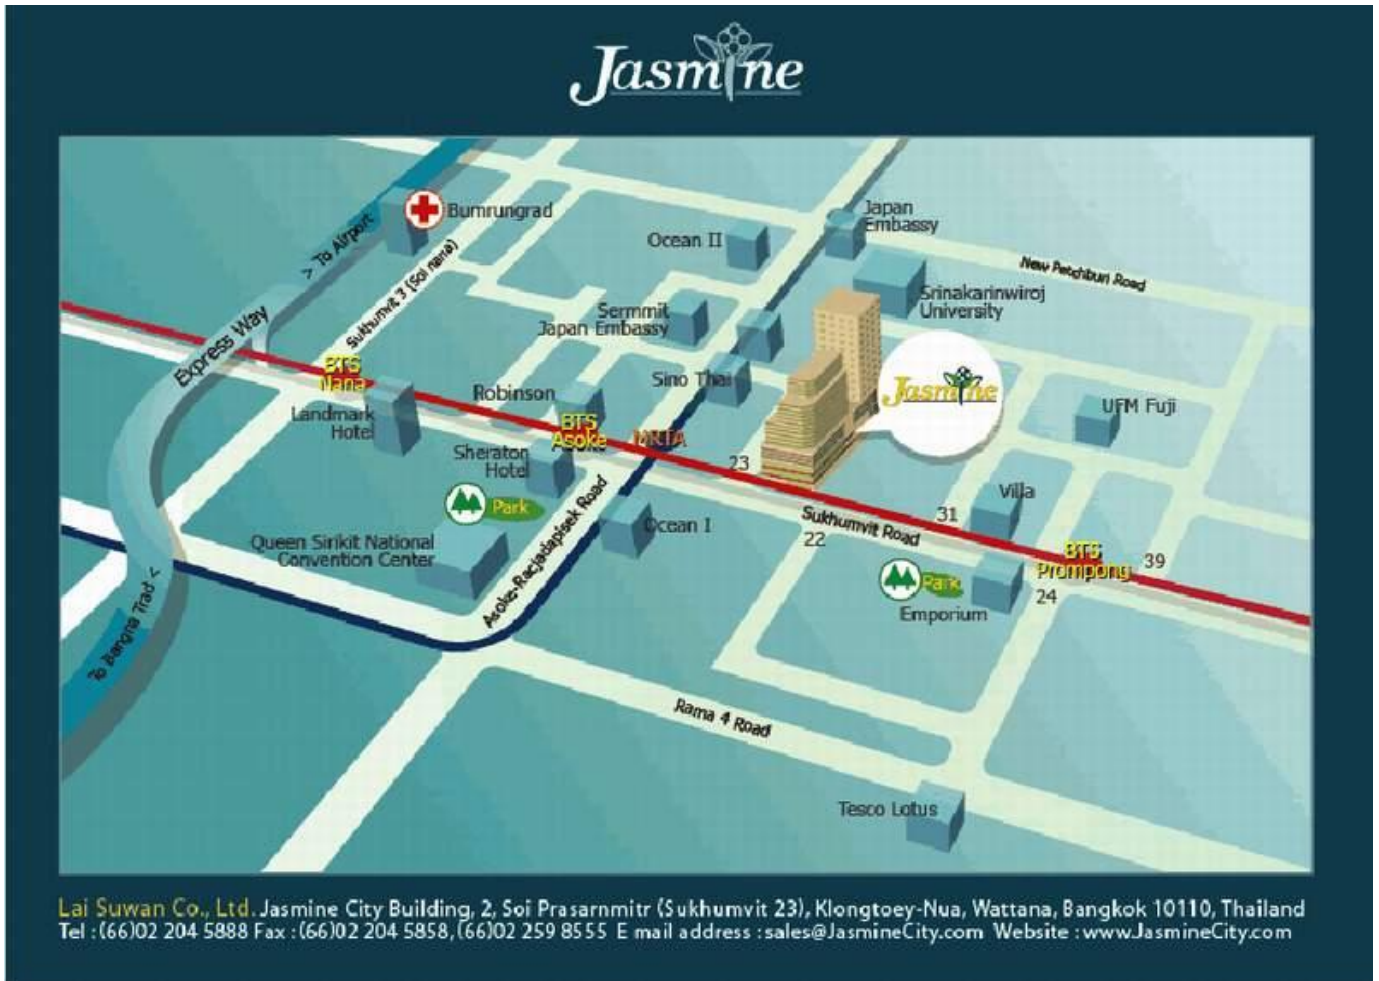 Jasmine
Bumrungrad
Japan
Embassy
Ocean II
> To Airport
Sukhumvit 3 (Soi nana)
New Petchburi Road
Srinakarinwiroj
University
Sermmit
Japan Embassy
Express Way
BTS
Nana
Sino Thai
Jasmine
Robinson
UFM Fuji
Landmark
Hotel
BTS
Asoke
Asoke
MRTA
Sheraton
Hotel
23
Villa
Park
Asoke-Racjadapisek Road
Ocean I
Sukhumvit Road
31
22
Queen Sirikit National
Convention Center
BTS
Prompong
39
Park
24
Emporium
To Bangna Trad <
Rama 4 Road
Tesco Lotus
Lai Suwan Co., Ltd. Jasmine City Building, 2, Soi Prasarnmitr (Sukhumvit 23), Klongtoey-Nua, Wattana, Bangkok 10110, Thailand
Tel : (66)02 204 5888 Fax : (66)02 204 5858, (66)02 259 8555 E mail address : sales@JasmineCity.com Website : www.JasmineCity.com